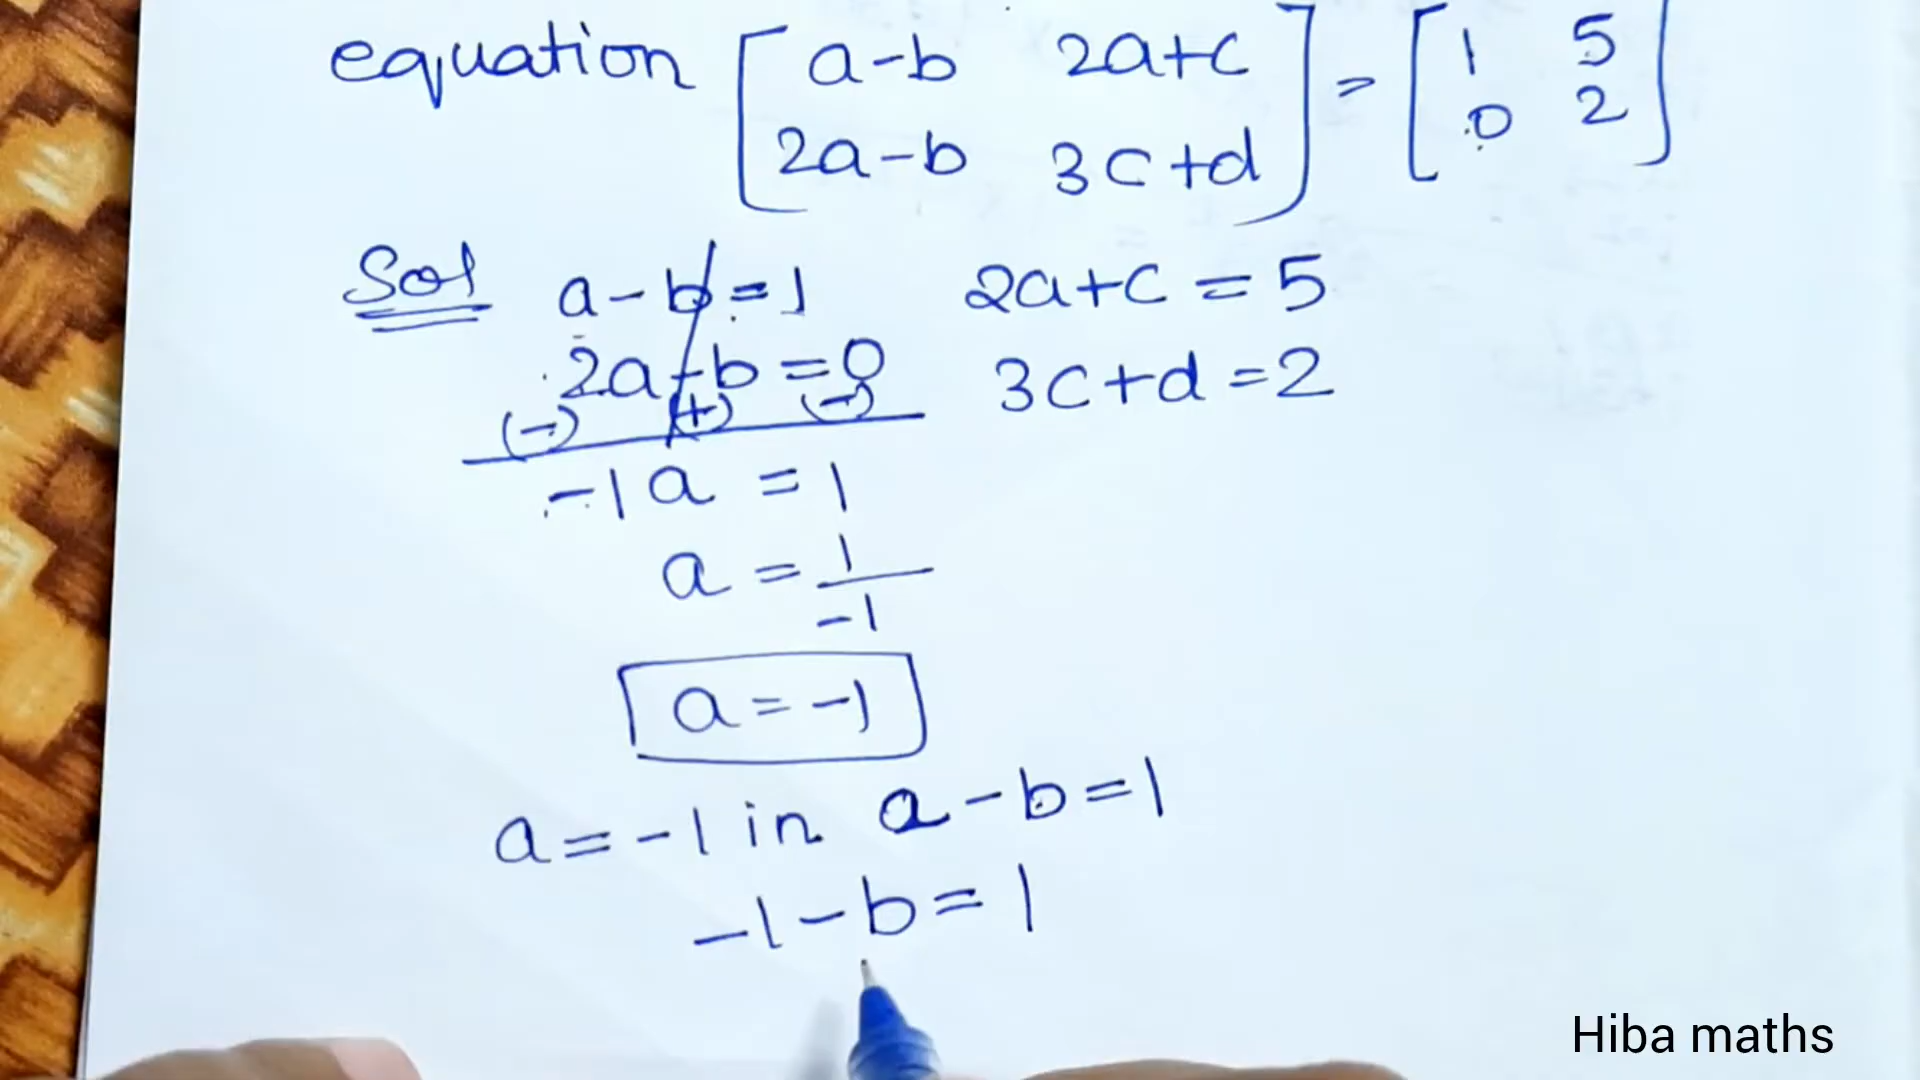 equation [ a-b 2a+c ] = [ 1 5 ]
[ 2a-b 3c+d ] [ 0 2 ]
Sol a-b=1 2a+c=5
2a-b=0 3c+d=2
(-) (+) (-)
-1a = 1
a = 1/-1
a=-1
a=-1 in a-b=1
-1-b=1
Hiba maths